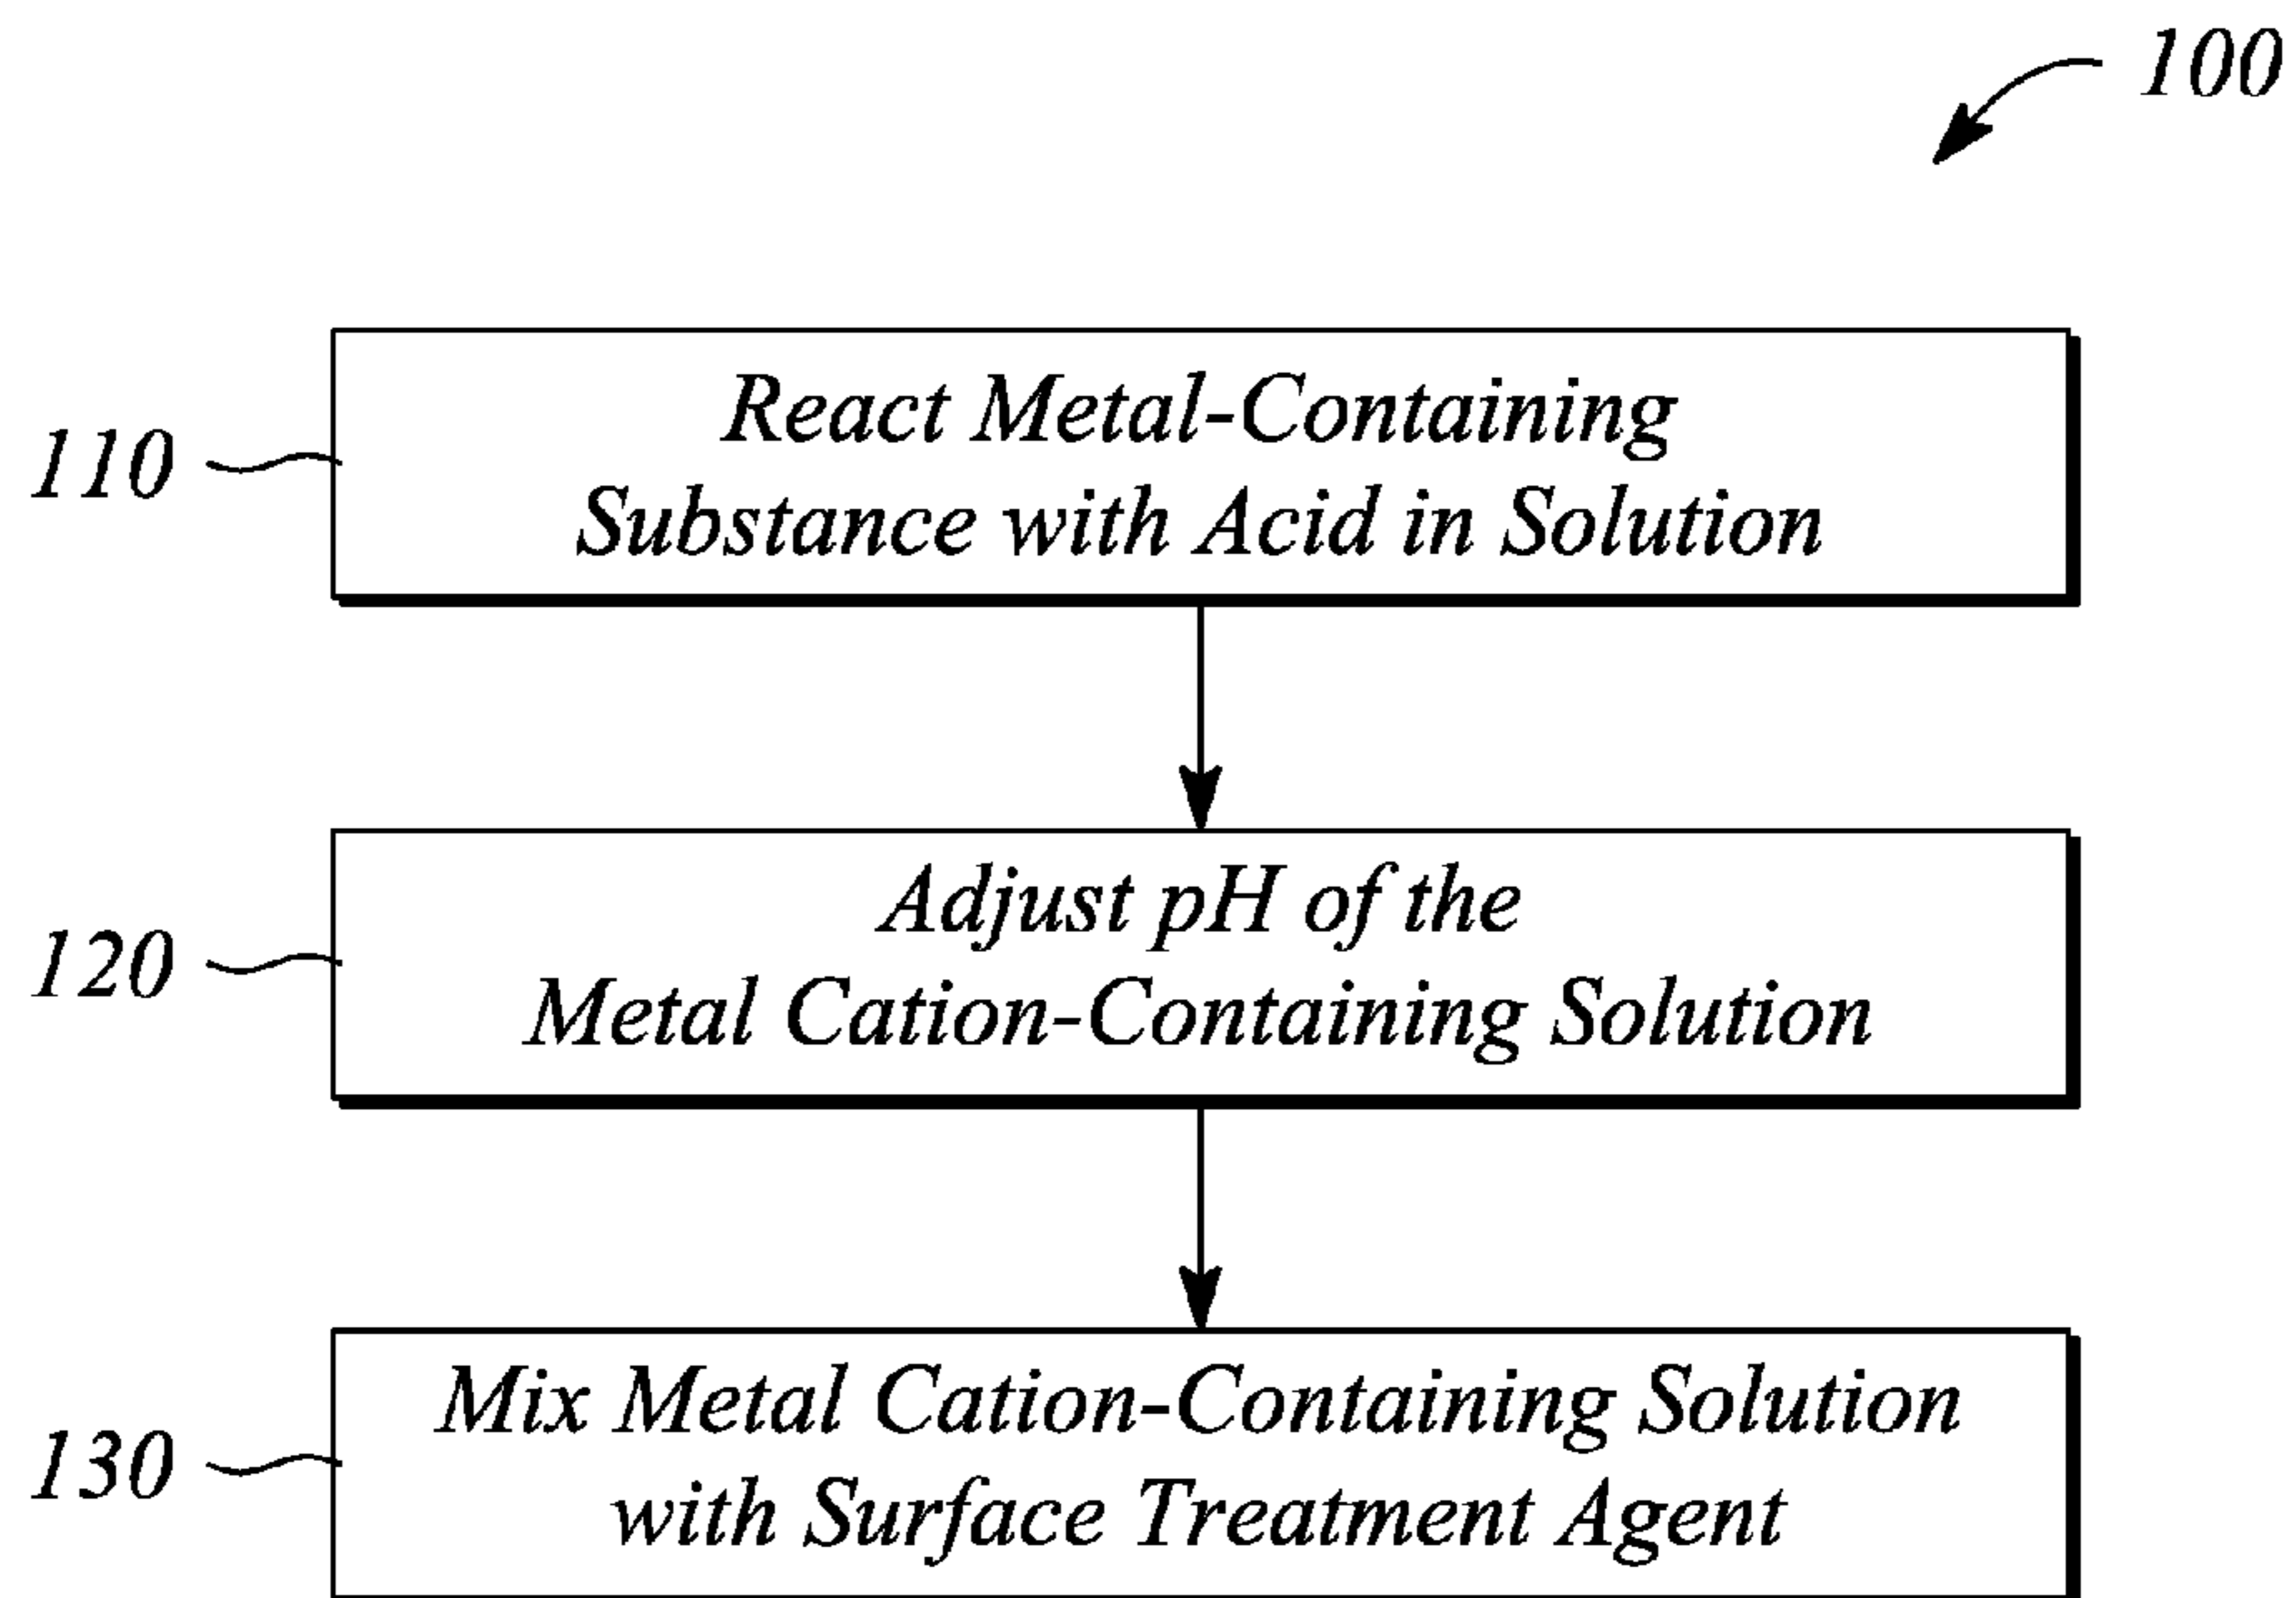 100
110
React Metal-Containing
Substance with Acid in Solution
120
Adjust pH of the
Metal Cation-Containing Solution
130
Mix Metal Cation-Containing Solution
with Surface Treatment Agent